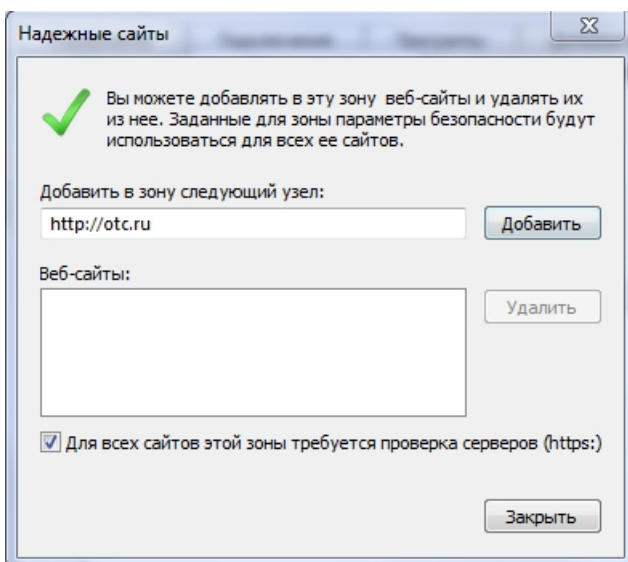 Надежные сайты
Вы можете добавлять в эту зону веб-сайты и удалять их
из нее. Заданные для зоны параметры безопасности будут
использоваться для всех ее сайтов.
Добавить в зону следующий узел:
http://otc.ru
Добавить
Веб-сайты:
Удалить
Для всех сайтов этой зоны требуется проверка серверов (https:)
Закрыть